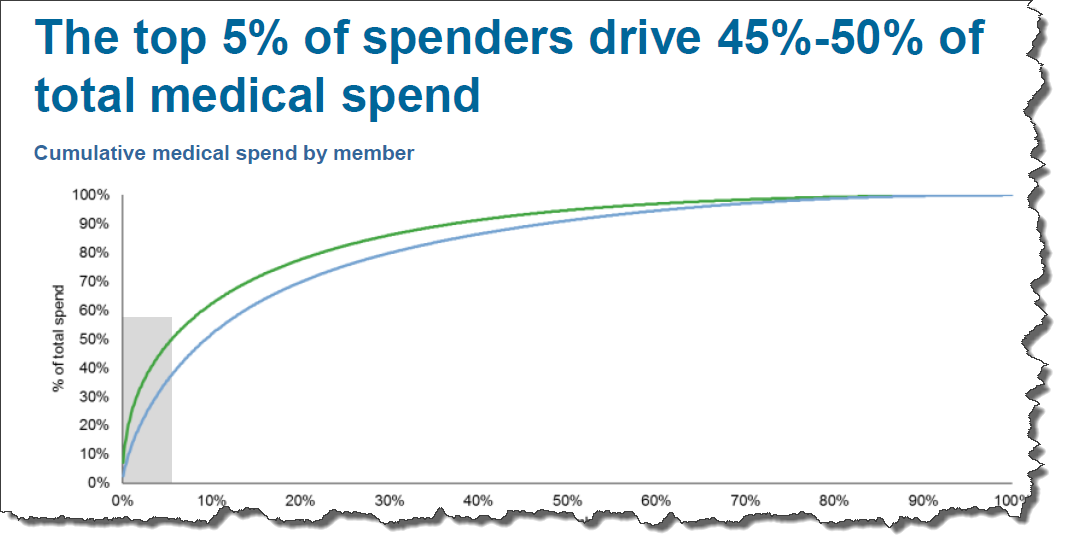 The top 5% of spenders drive 45%-50% of
total medical spend
Cumulative medical spend by member
100%
90%
80%
70%
60%
50%
40%
30%
20%
10%
0%
% of total spend
0% 10% 20% 30% 40% 50% 60% 70% 80% 90% 100%